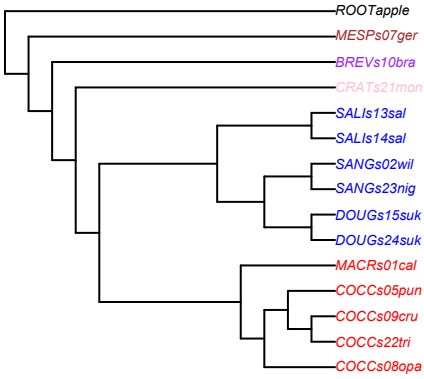 ROOTapple
MESPs07ger
BREVs10bra
CRATs21mon
SALIs13sal
SALIs14sal
SANGs02wil
SANGs23nig
DOUGs15suk
DOUGs24suk
MACRs01cal
COCCs05pun
COCCs09cru
COCCs22tri
COCCs08opa